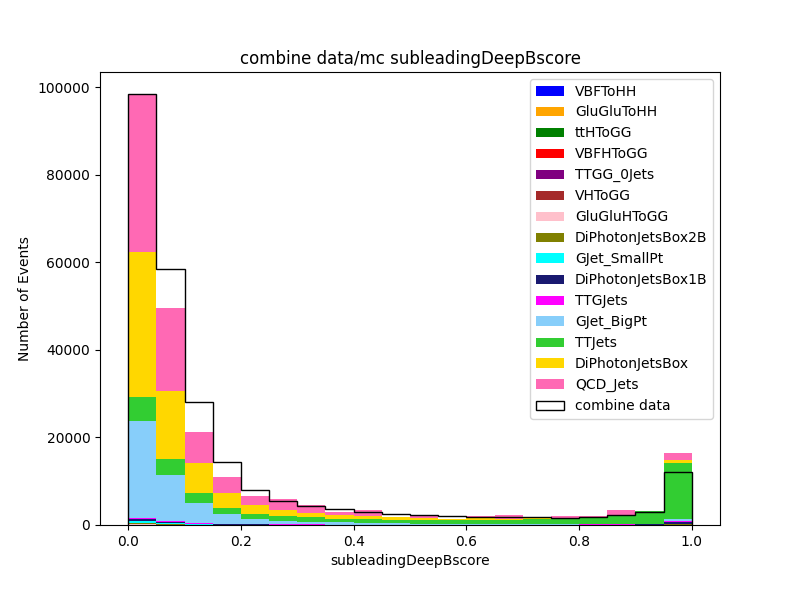 combine data/mc subleadingDeepBscore
Number of Events
100000
80000
60000
40000
20000
0
0.0
0.2
0.4
0.6
0.8
1.0
subleadingDeepBscore
VBFToHH
GluGluToHH
ttHToGG
VBFHToGG
TTGG_0Jets
VHToGG
GluGluHToGG
DiPhotonJetsBox2B
GJet_SmallPt
DiPhotonJetsBox1B
TTGJets
GJet_BigPt
TTJets
DiPhotonJetsBox
QCD_Jets
combine data